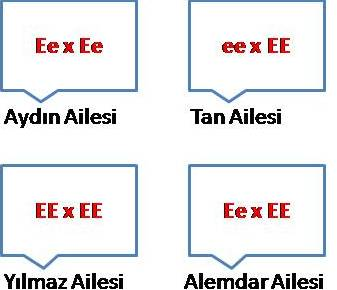 Ee x Ee
ee x EE
Aydın Ailesi
Tan Ailesi
EE x EE
Ee x EE
Yılmaz Ailesi
Alemdar Ailesi